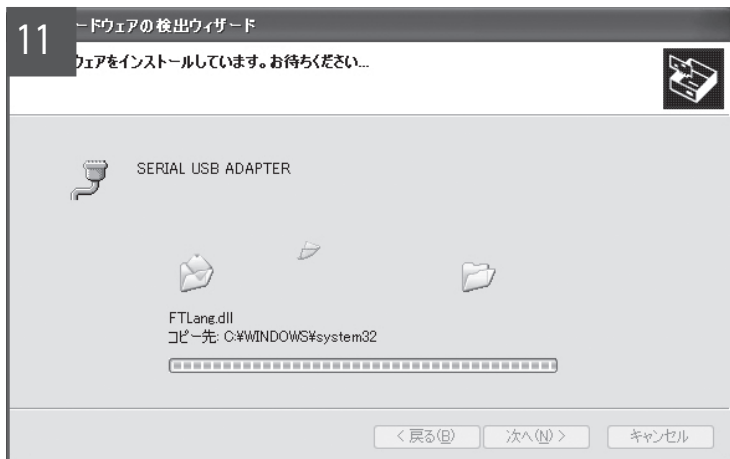 11
ードウェアの検出ウィザード
ウェアをインストールしています。お待ちください...
SERIAL USB ADAPTER
FTLang.dll
コピー先: C:¥WINDOWS¥system32
< 戻る(B) 次へ(N) > キャンセル